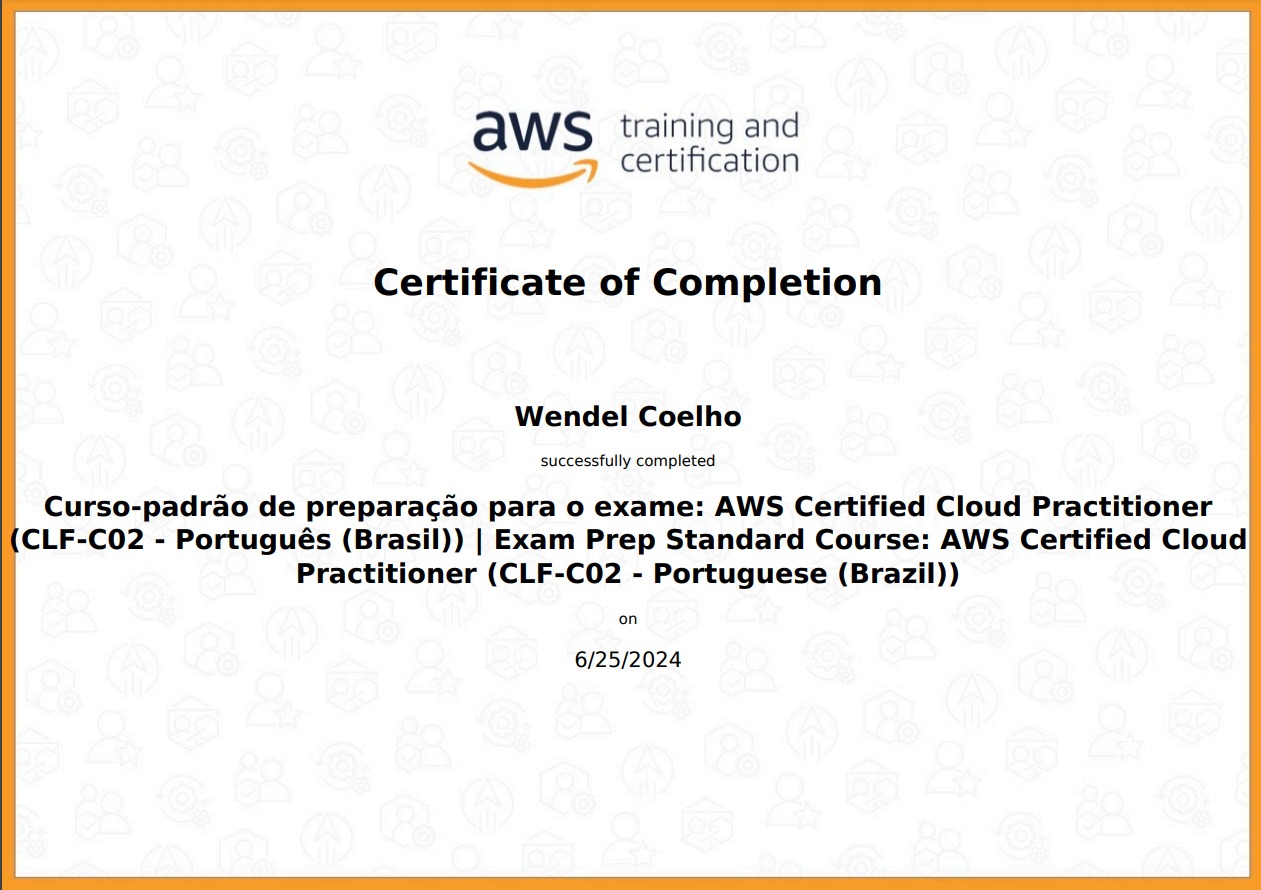 aws training and
certification
Certificate of Completion
Wendel Coelho
successfully completed
Curso-padrão de preparação para o exame: AWS Certified Cloud Practitioner
(CLF-C02 - Português (Brasil)) | Exam Prep Standard Course: AWS Certified Cloud
Practitioner (CLF-C02 - Portuguese (Brazil))
on
6/25/2024